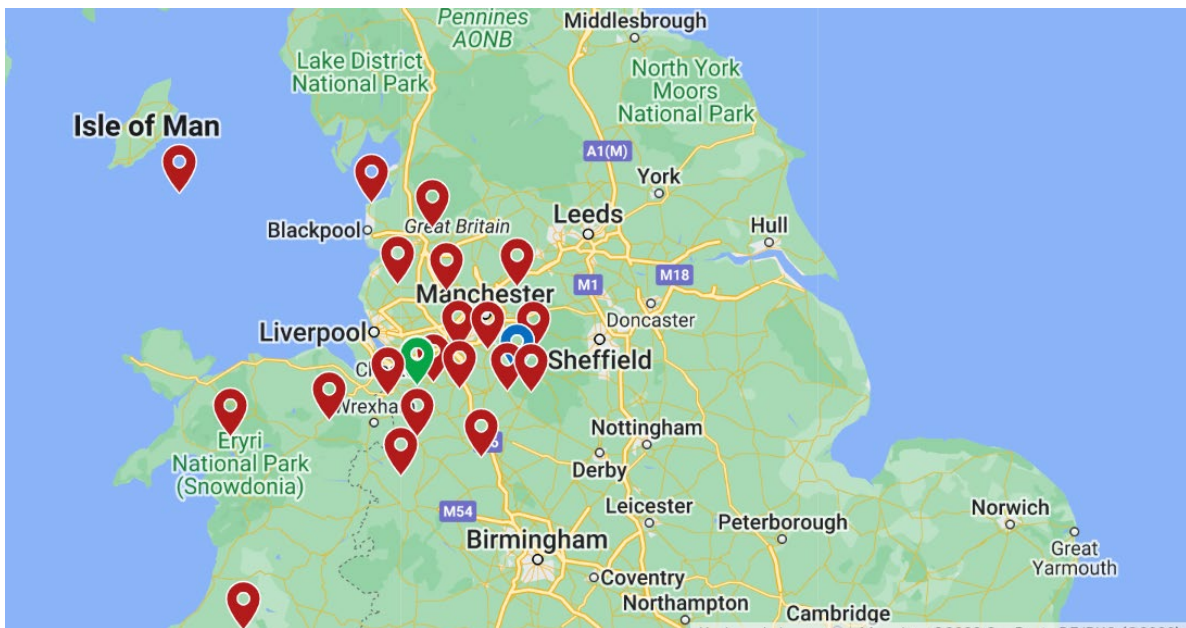 Pennines
AONB
Middlesbrough
Lake District
National Park
North York
Moors
National Park
Isle of Man
A1(M)
York
Leeds
Great Britain
Blackpool
Hull
M18
M1
Manchester
Doncaster
Liverpool
Sheffield
Wrexham
Eryri
National Park
(Snowdonia)
Nottingham
Derby
Leicester
Norwich
M54
Peterborough
Great
Yarmouth
Birmingham
Coventry
Northampton
Cambridge